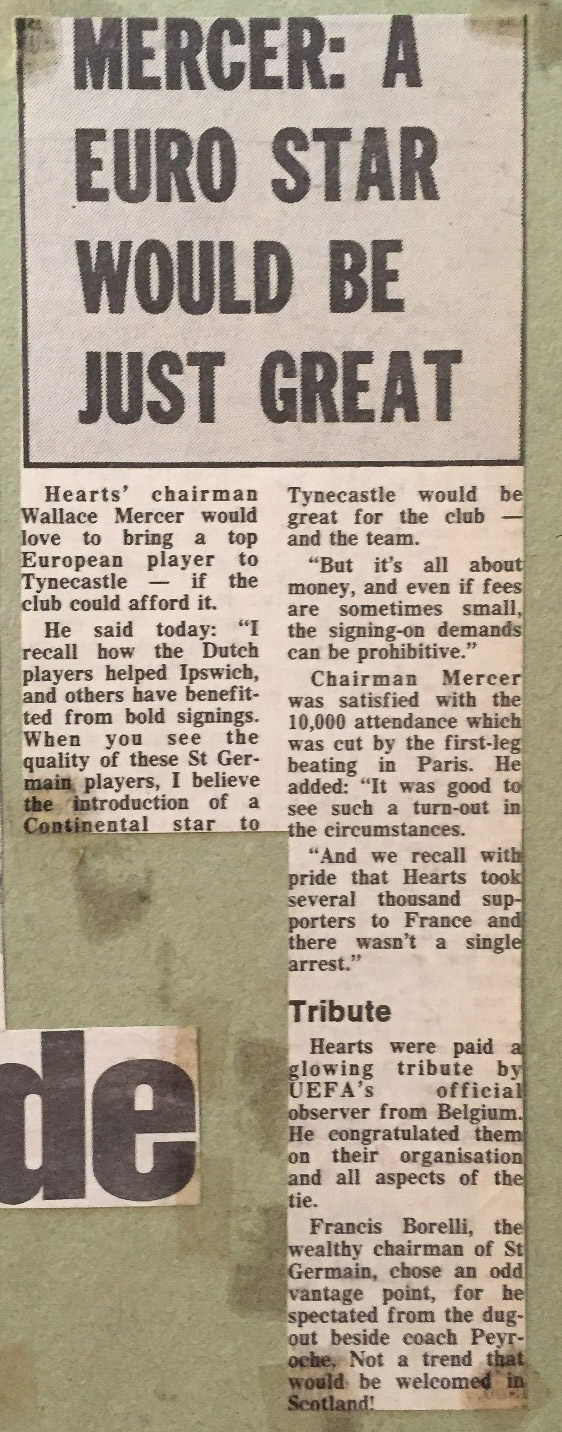 MERCER: A
EURO STAR
WOULD BE
JUST GREAT
Hearts' chairman
Wallace Mercer would
love to bring a top
European player to
Tynecastle — if the
club could afford it.
He said today: "I
recall how the Dutch
players helped Ipswich,
and others have benefit-
ted from bold signings.
When you see the
quality of these St Ger-
main players, I believe
the introduction of a
Continental star to
Tynecastle would be
great for the club —
and the team.
"But it's all about
money, and even if fees
are sometimes small,
the signing-on demands
can be prohibitive."
Chairman Mercer
was satisfied with the
10,000 attendance which
was cut by the first-leg
beating in Paris. He
added: "It was good to
see such a turn-out in
the circumstances.
"And we recall with
pride that Hearts took
several thousand sup-
porters to France and
there wasn't a single
arrest."
Tribute
Hearts were paid a
glowing tribute by
UEFA's official
observer from Belgium.
He congratulated them
on their organisation
and all aspects of the
tie.
Francis Borelli, the
wealthy chairman of St
Germain, chose an odd
vantage point, for he
spectated from the dug-
out beside coach Peyr-
oche. Not a trend that
would be welcomed in
Scotland!
de